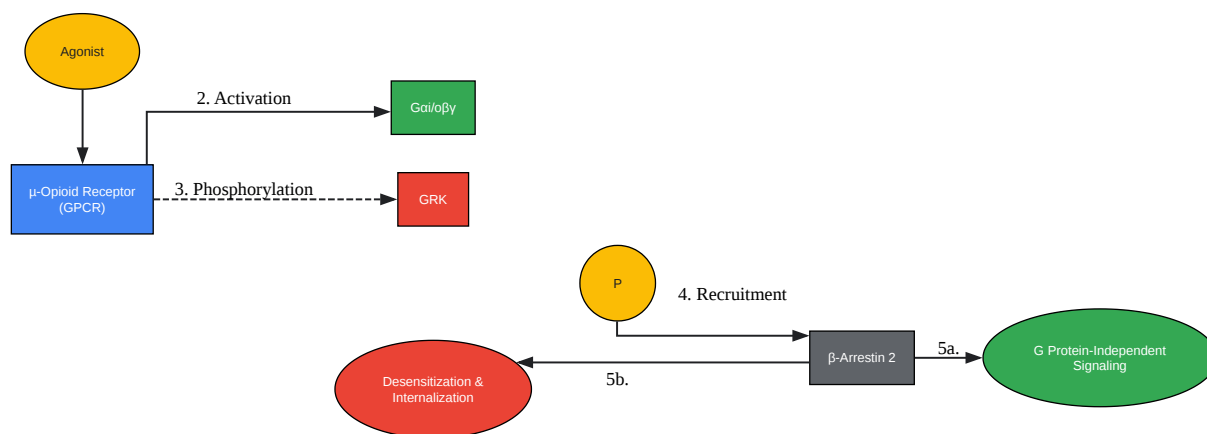 Agonist
2. Activation
Gαi/oβγ
µ-Opioid Receptor
(GPCR)
3. Phosphorylation
GRK
P
4. Recruitment
β-Arrestin 2
5a.
G Protein-Independent
Signaling
5b.
Desensitization &
Internalization